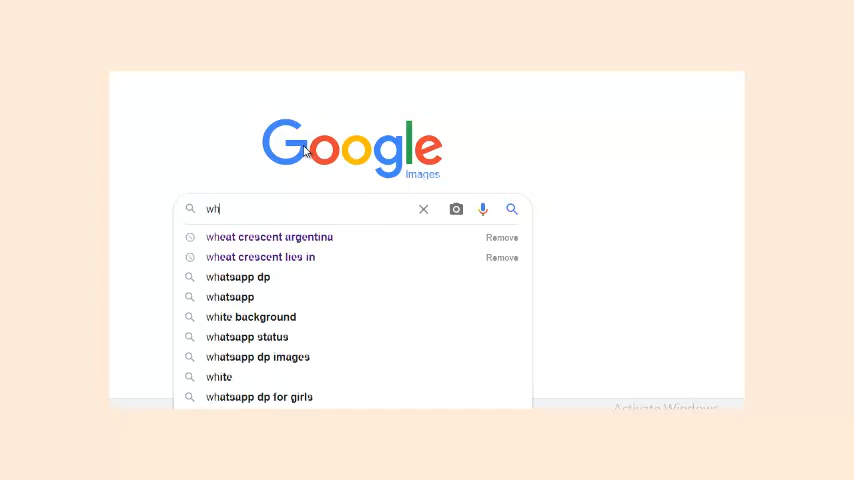 Google
Images
wh
wheat crescent argentina Remove
wheat crescent lies in Remove
whatsapp dp
whatsapp
white background
whatsapp status
whatsapp dp images
white
whatsapp dp for girls
Activate Windows